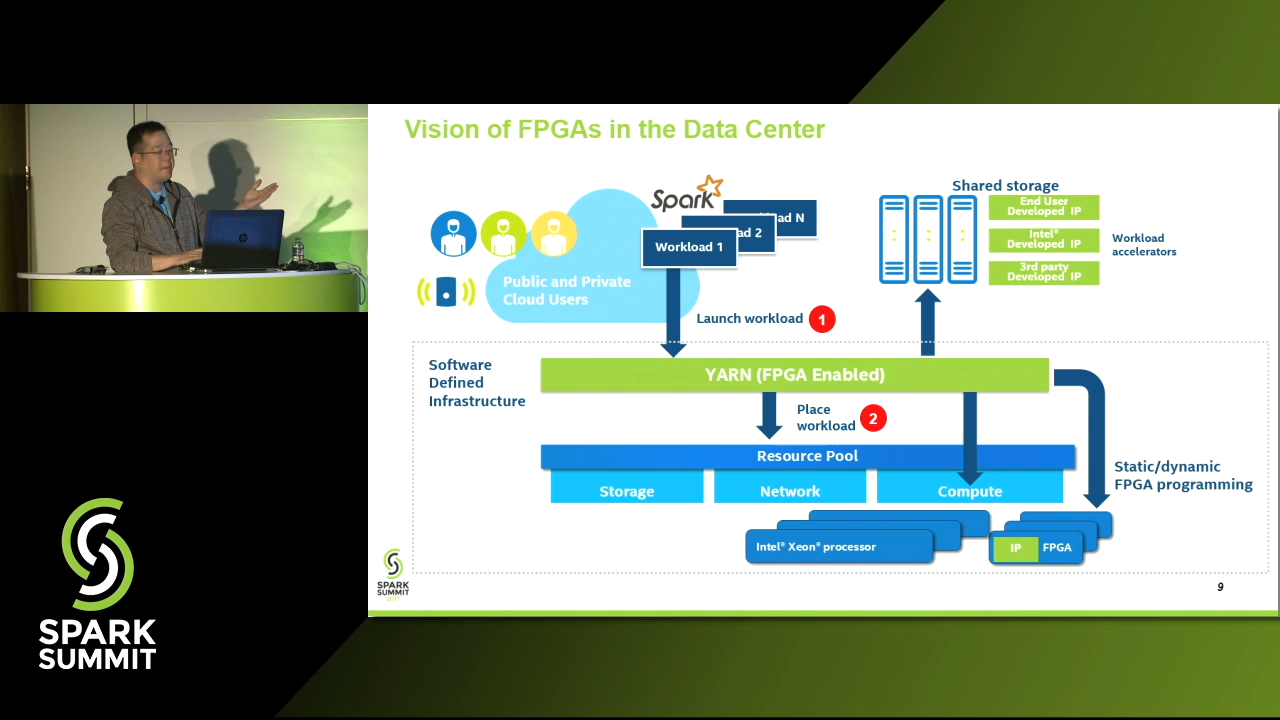 Vision of FPGAs in the Data Center
Spark
Shared storage
End User
Developed IP
Intel®
Developed IP
3rd party
Developed IP
Workload
accelerators
ad N
ad 2
Workload 1
Public and Private
Cloud Users
Launch workload 1
Software
Defined
Infrastructure
YARN (FPGA Enabled)
Place
workload 2
Resource Pool
Storage
Network
Compute
Static/dynamic
FPGA programming
Intel® Xeon® processor
IP FPGA
SPARK
SUMMIT
9
hp
SPARK
SUMMIT